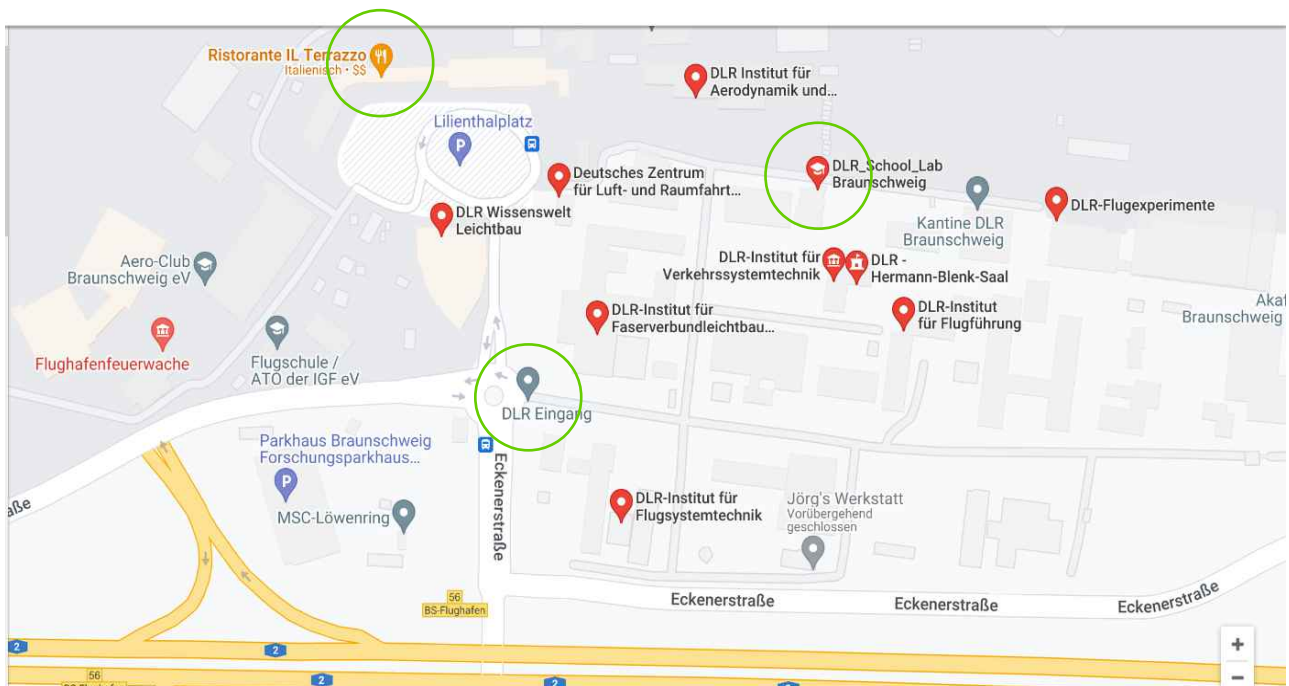 Ristorante IL Terrazzo
Italienisch · $$
DLR Institut für
Aerodynamik und...
Lilienthalplatz
P
Deutsches Zentrum
für Luft- und Raumfahrt...
DLR_School_Lab
Braunschweig
DLR Wissenswelt
Leichtbau
Kantine DLR
Braunschweig
DLR-Flugexperimente
Aero-Club
Braunschweig eV
DLR-Institut für
Verkehrssystemtechnik
DLR -
Hermann-Blenk-Saal
DLR-Institut für
Faserverbundleichtbau...
DLR-Institut
für Flugführung
Akaf
Braunschweig
Flughafenfeuerwache
Flugschule /
ATO der IGF eV
DLR Eingang
Parkhaus Braunschweig
Forschungsparkhaus...
P
MSC-Löwenring
Eckenerstraße
DLR-Institut für
Flugsystemtechnik
Jörg's Werkstatt
Vorübergehend
geschlossen
aße
56
BS-Flughafen
Eckenerstraße
Eckenerstraße
Eckenerstraße
2
2
+
−
56
2
2